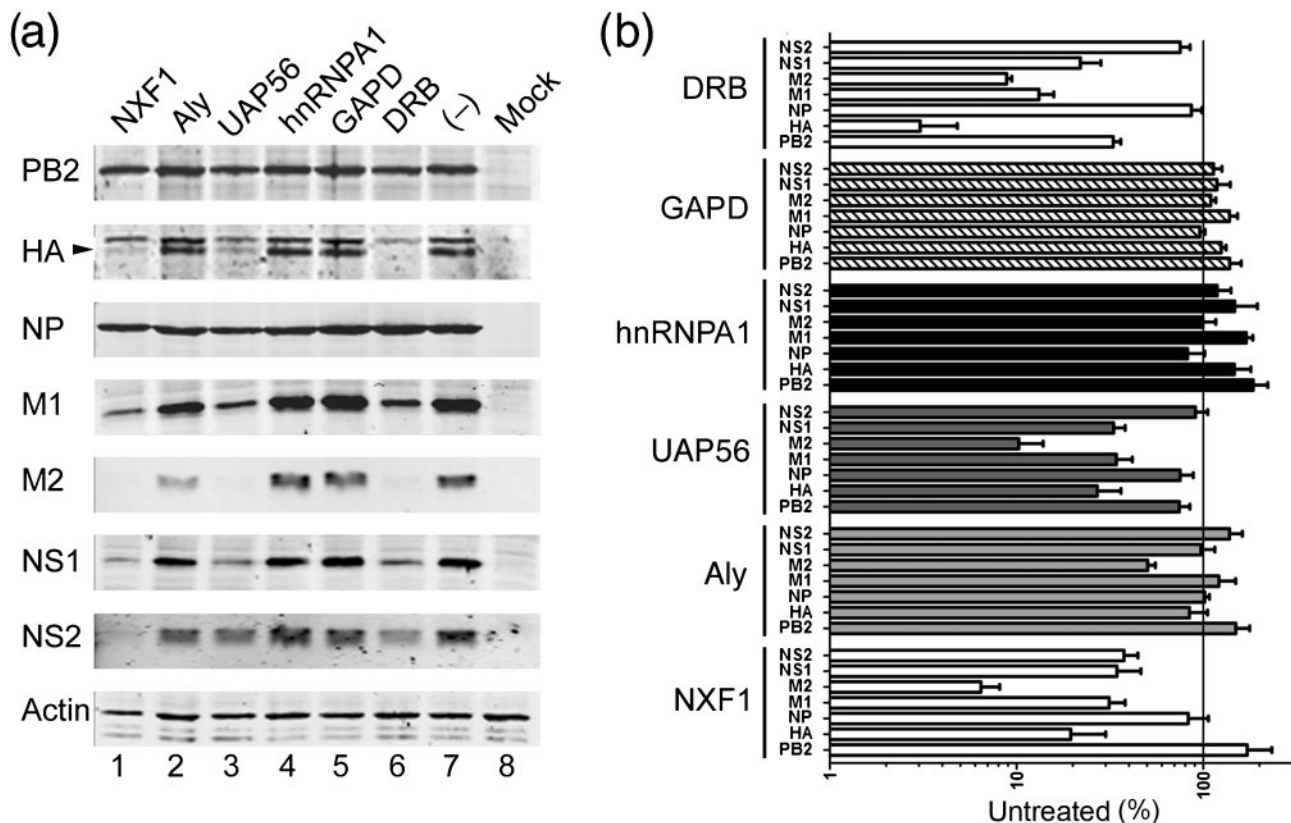 (a)
NXF1 Aly UAP56 hnRNPA1 GAPD DRB (–) Mock
PB2
HA
NP
M1
M2
NS1
NS2
Actin
1 2 3 4 5 6 7 8
(b)
DRB
NS2
NS1
M2
M1
NP
HA
PB2
GAPD
NS2
NS1
M2
M1
NP
HA
PB2
hnRNPA1
NS2
NS1
M2
M1
NP
HA
PB2
UAP56
NS2
NS1
M2
M1
NP
HA
PB2
Aly
NS2
NS1
M2
M1
NP
HA
PB2
NXF1
NS2
NS1
M2
M1
NP
HA
PB2
1 10 100
Untreated (%)